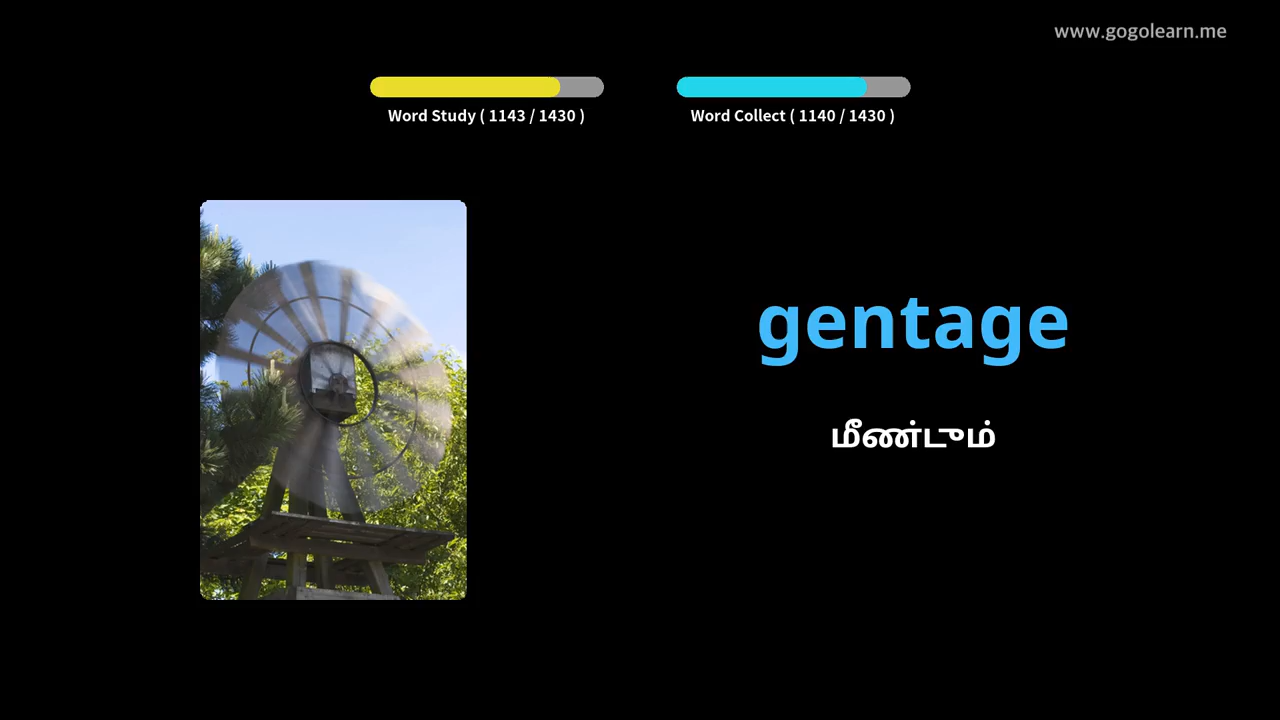 www.gogolearn.me
Word Study ( 1143 / 1430 )
Word Collect ( 1140 / 1430 )
gentage
மீண்டும்